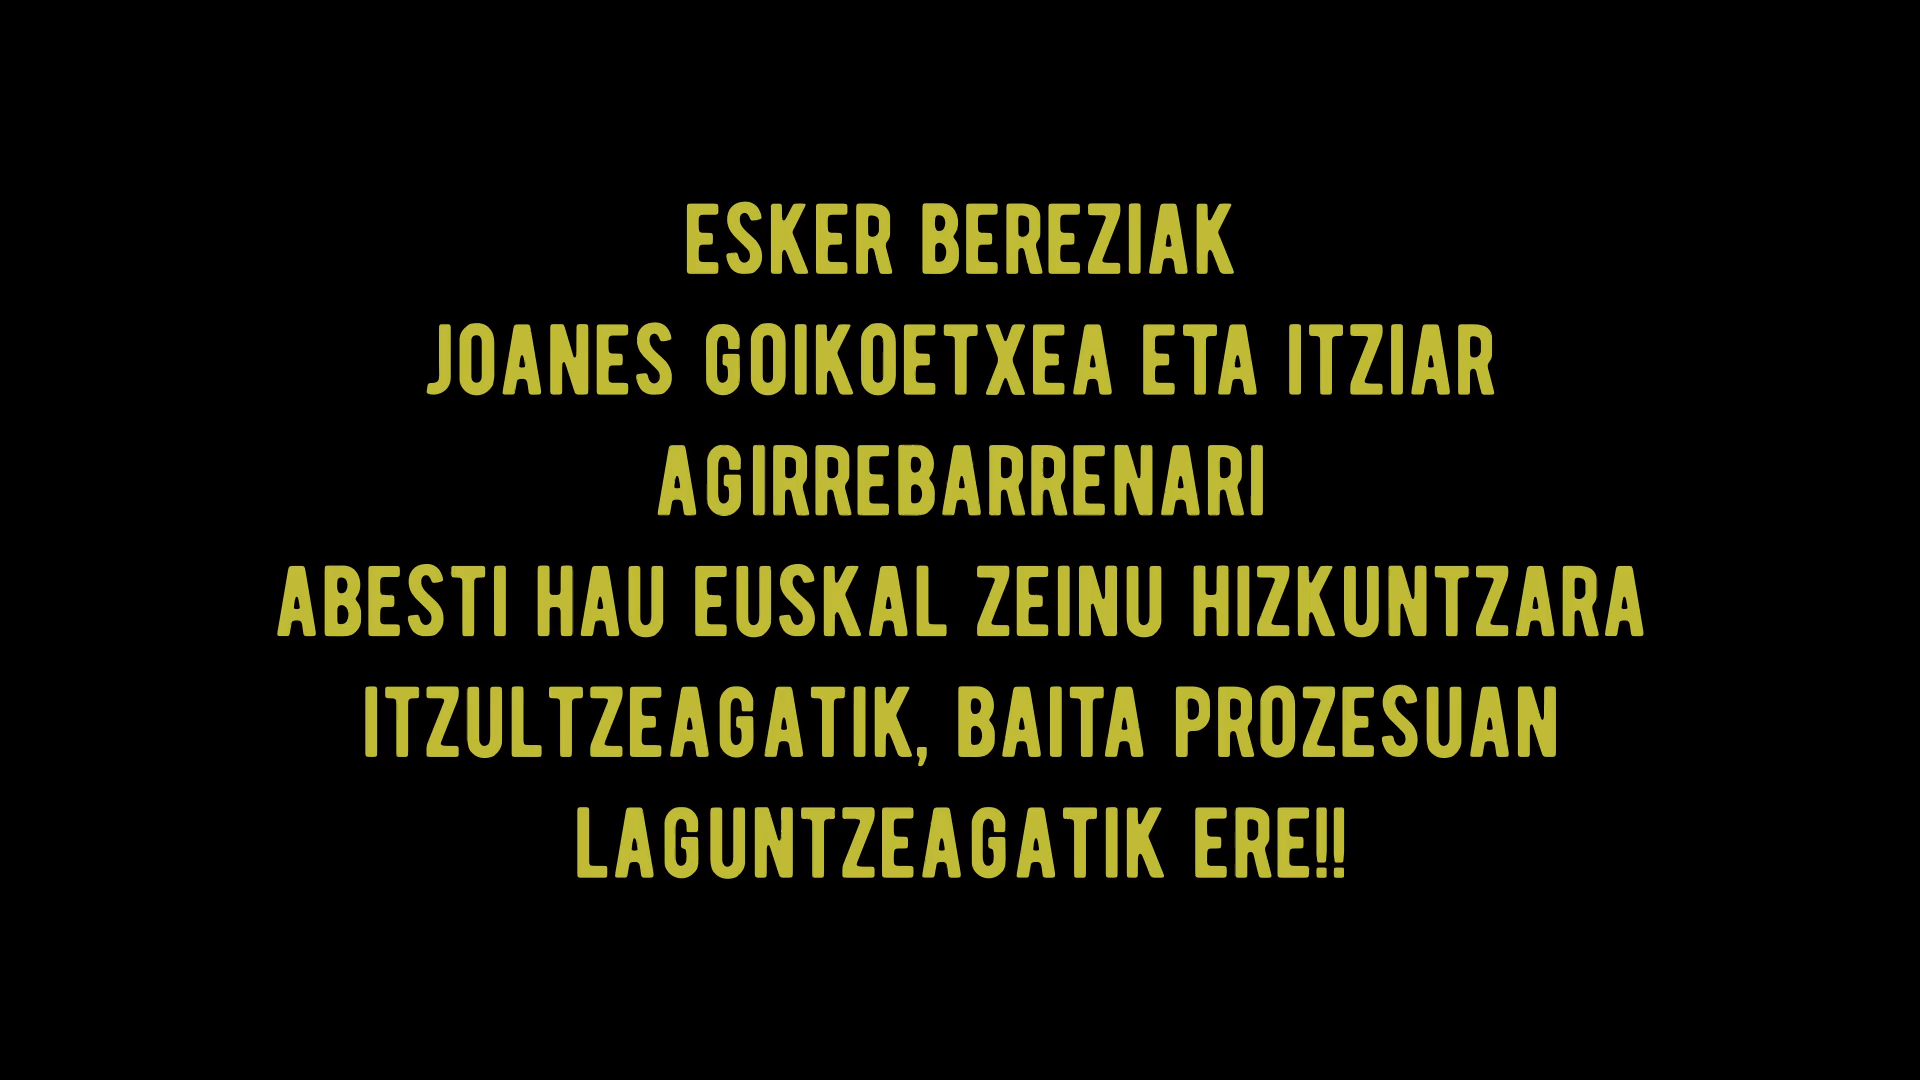 ESKER BEREZIAK
JOANES GOIKOETXEA ETA ITZIAR
AGIRREBARRENARI
ABESTI HAU EUSKAL ZEINU HIZKUNTZARA
ITZULTZEAGATIK, BAITA PROZESUAN
LAGUNTZEAGATIK ERE!!